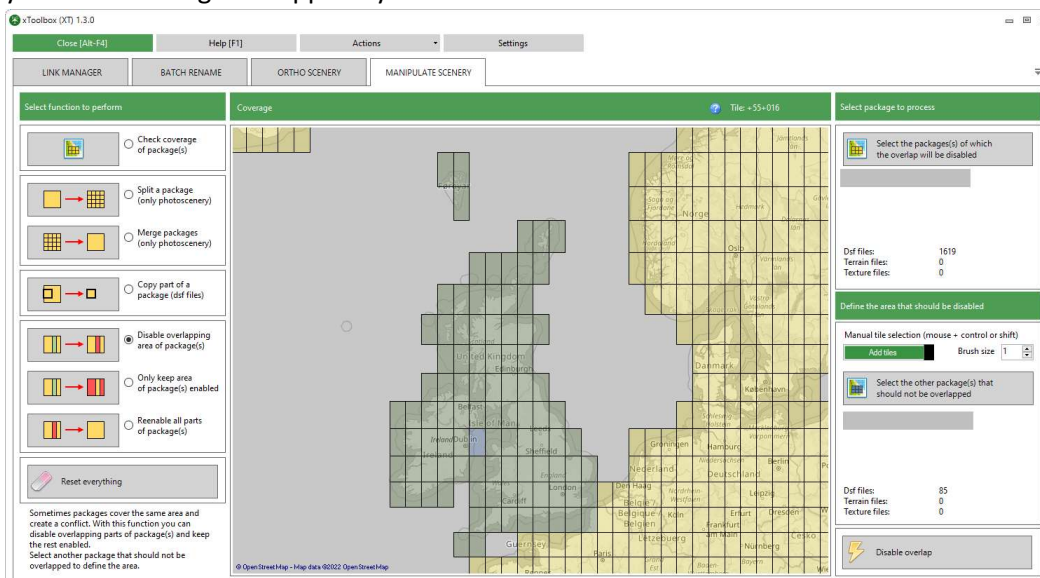 xToolbox (XT) 1.3.0
Close [Alt-F4]
Help [F1]
Actions
Settings
LINK MANAGER
BATCH RENAME
ORTHO SCENERY
MANIPULATE SCENERY
Select function to perform
Check coverage
of package(s)
Split a package
(only photoscenery)
Merge packages
(only photoscenery)
Copy part of a
package (dsf files)
Disable overlapping
area of package(s)
Only keep area
of package(s) enabled
Reenable all parts
of package(s)
Reset everything
Sometimes packages cover
the same area and
create a conflict. With this function you can
disable overlapping parts of package(s) and keep
the rest enabled.
Select another package that should not be
overlapped to define the area.
Coverage
Tile: +55+016
Norge
Hedmark
Oslo
United Kingdom
Edinburgh
Danmark
København
Belfast
Isle of Man
Leeds
Ireland
Dublin
Ireland
Sheffield
England
London
Cardiff
Groningen
Hamburg
Nederland
Berlin
Deutschland
Den Haag
België /
Belgique /
Belgien
Köln
Leipzig
Erfurt
Dresden
Frankfurt
am Main
Lëtzebuerg
Nürnberg
Česko
Guernsey
Paris
Bayern
© OpenStreetMap - Map data ©2022 OpenStreetMap
Select package to process
Select the packages(s) of which
the overlap will be disabled
Dsf files: 1619
Terrain files: 0
Texture files: 0
Define the area that should be disabled
Manual tile selection (mouse + control or shift)
Add tiles
Brush size 1
Select the other package(s) that
should not be overlapped
Dsf files: 85
Terrain files: 0
Texture files: 0
Disable overlap